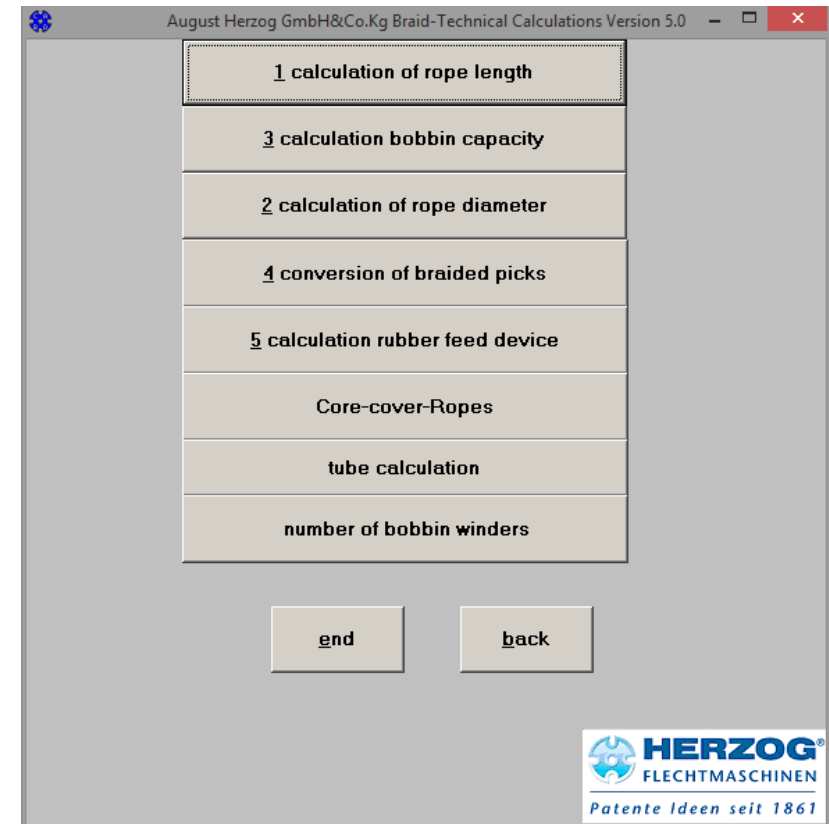 August Herzog GmbH&Co.Kg Braid-Technical Calculations Version 5.0
1 calculation of rope length
3 calculation bobbin capacity
2 calculation of rope diameter
4 conversion of braided picks
5 calculation rubber feed device
Core-cover-Ropes
tube calculation
number of bobbin winders
end back
HERZOG®
FLECHTMASCHINEN
Patente Ideen seit 1861